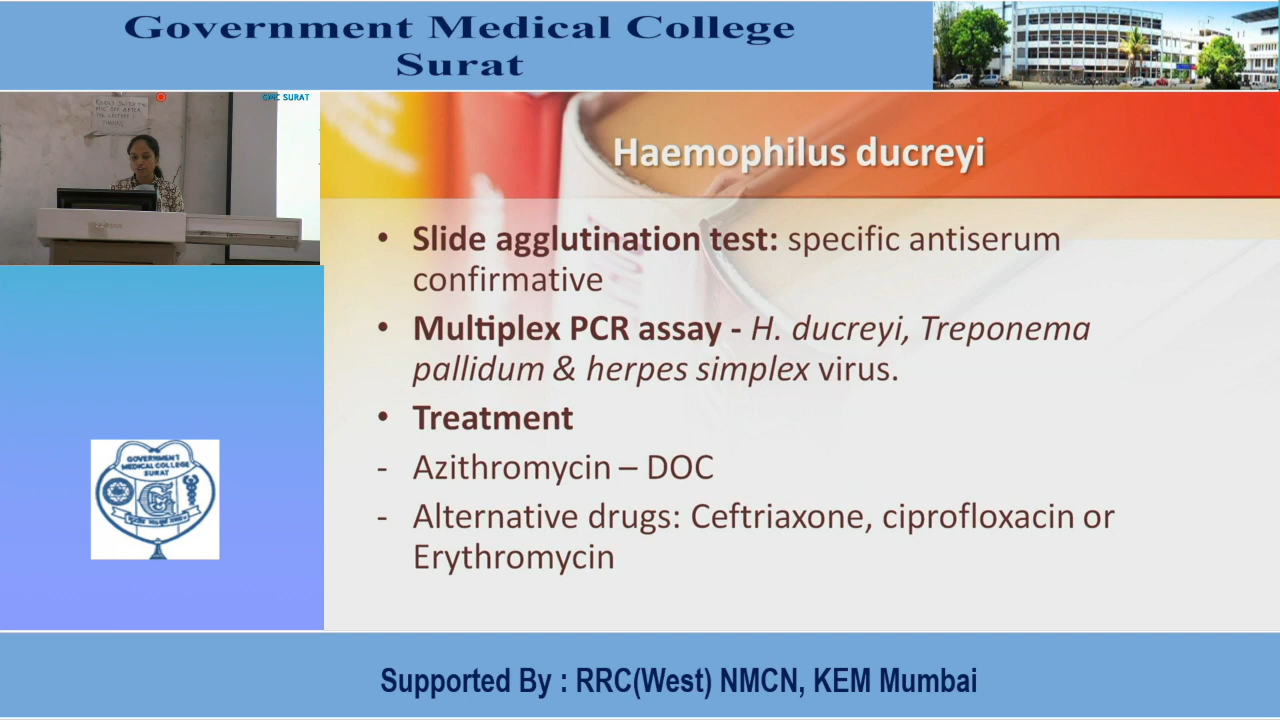 Government Medical College
Surat
GMC SURAT
Haemophilus ducreyi
• Slide agglutination test: specific antiserum
confirmative
• Multiplex PCR assay - H. ducreyi, Treponema
pallidum & herpes simplex virus.
• Treatment
- Azithromycin – DOC
- Alternative drugs: Ceftriaxone, ciprofloxacin or
Erythromycin
GOVERNMENT
MEDICAL COLLEGE
SURAT
Supported By : RRC(West) NMCN, KEM Mumbai